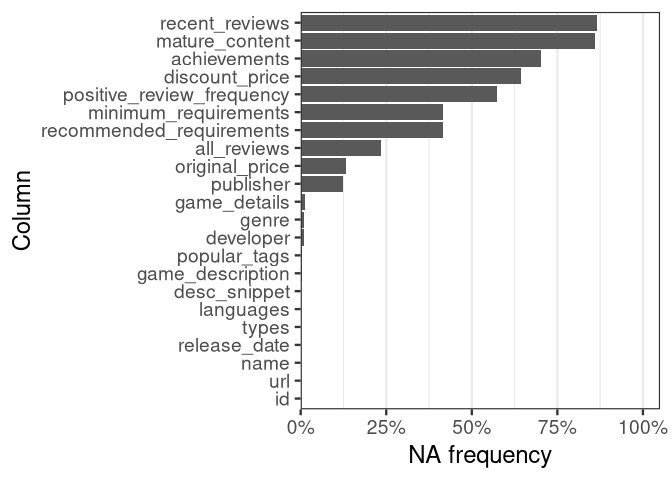 recent_reviews
mature_content
achievements
discount_price
positive_review_frequency
minimum_requirements
recommended_requirements
all_reviews
original_price
publisher
game_details
genre
developer
popular_tags
game_description
desc_snippet
languages
types
release_date
name
url
id
Column
0% 25% 50% 75% 100%
NA frequency